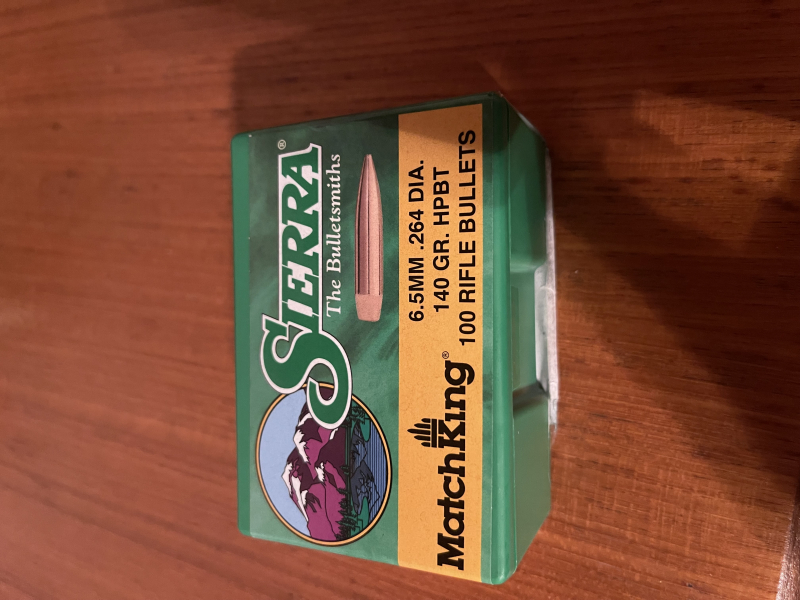 SIERRA®
The Bulletsmiths
MatchKing®
6.5MM .264 DIA.
140 GR. HPBT
100 RIFLE BULLETS